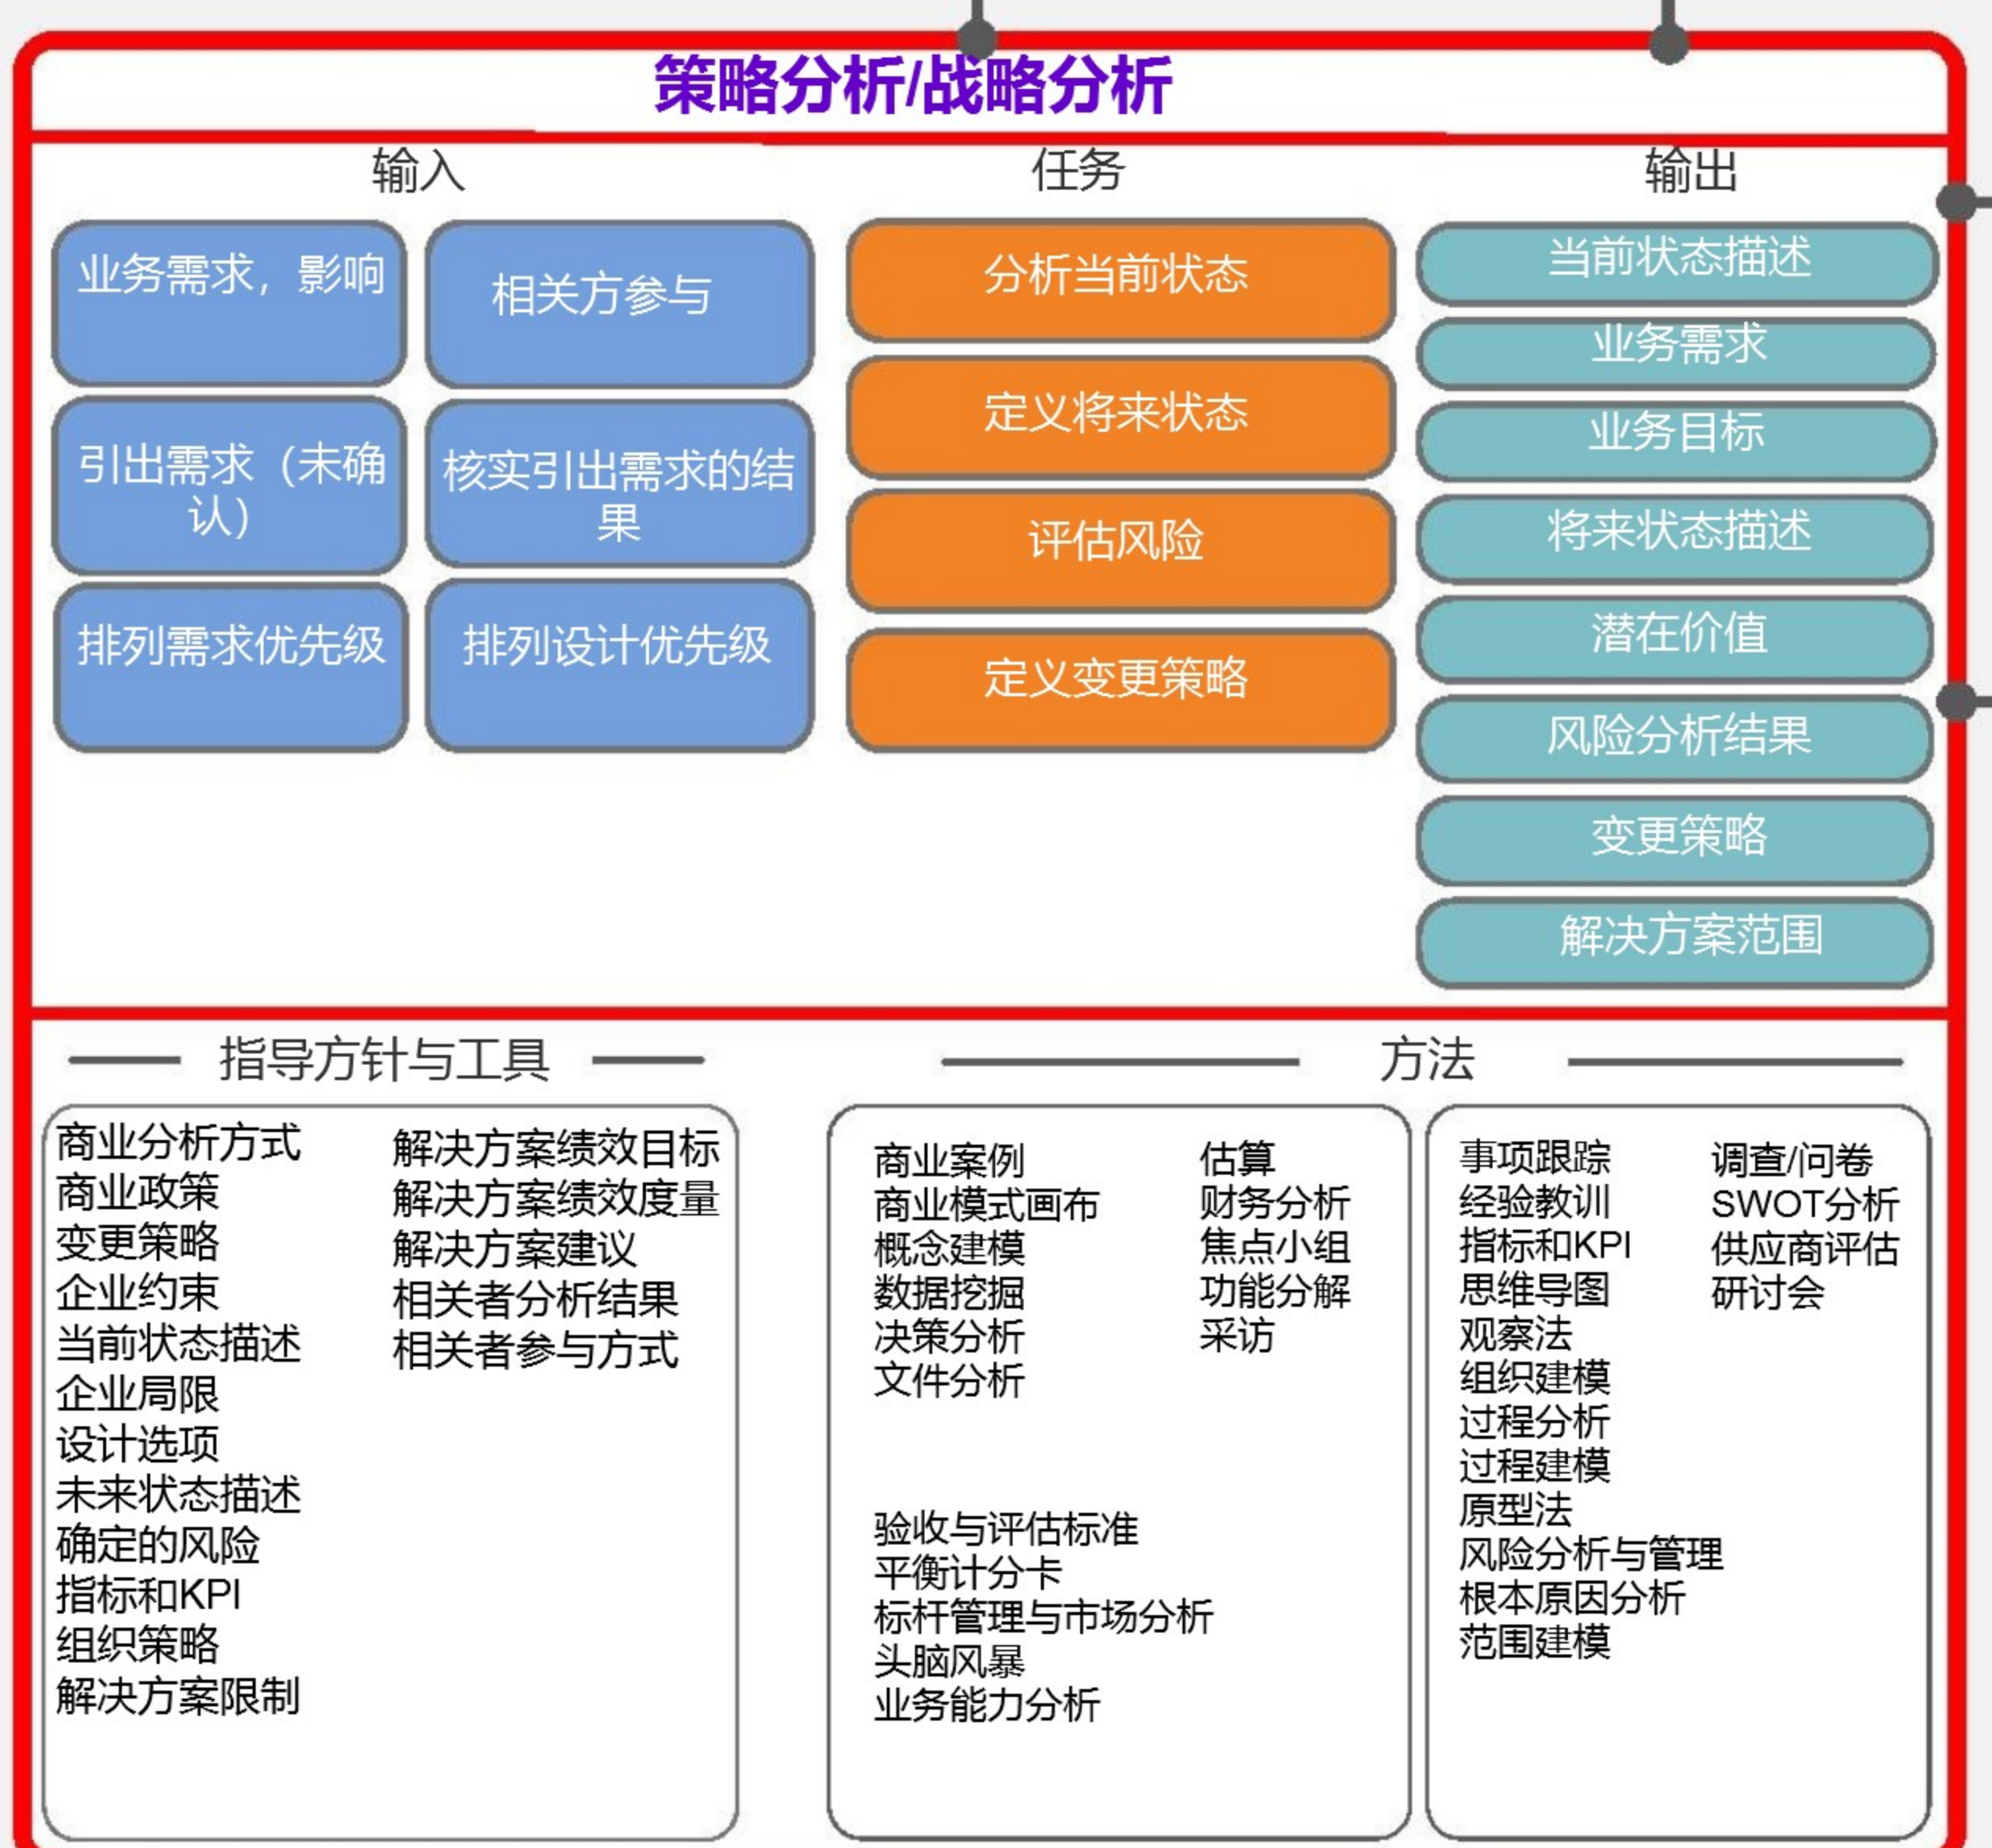 策略分析/战略分析
输入
任务
输出
业务需求，影响
相关方参与
引出需求（未确
认）
核实引出需求的结
果
排列需求优先级
排列设计优先级
分析当前状态
定义将来状态
评估风险
定义变更策略
当前状态描述
业务需求
业务目标
将来状态描述
潜在价值
风险分析结果
变更策略
解决方案范围
指导方针与工具
商业分析方式
商业政策
变更策略
企业约束
当前状态描述
企业局限
设计选项
未来状态描述
确定的风险
指标和KPI
组织策略
解决方案限制
解决方案绩效目标
解决方案绩效度量
解决方案建议
相关者分析结果
相关者参与方式
方法
商业案例
商业模式画布
概念建模
数据挖掘
决策分析
文件分析
验收与评估标准
平衡计分卡
标杆管理与市场分析
头脑风暴
业务能力分析
估算
财务分析
焦点小组
功能分解
采访
事项跟踪
经验教训
指标和KPI
思维导图
观察法
组织建模
过程分析
过程建模
原型法
风险分析与管理
根本原因分析
范围建模
调查/问卷
SWOT分析
供应商评估
研讨会